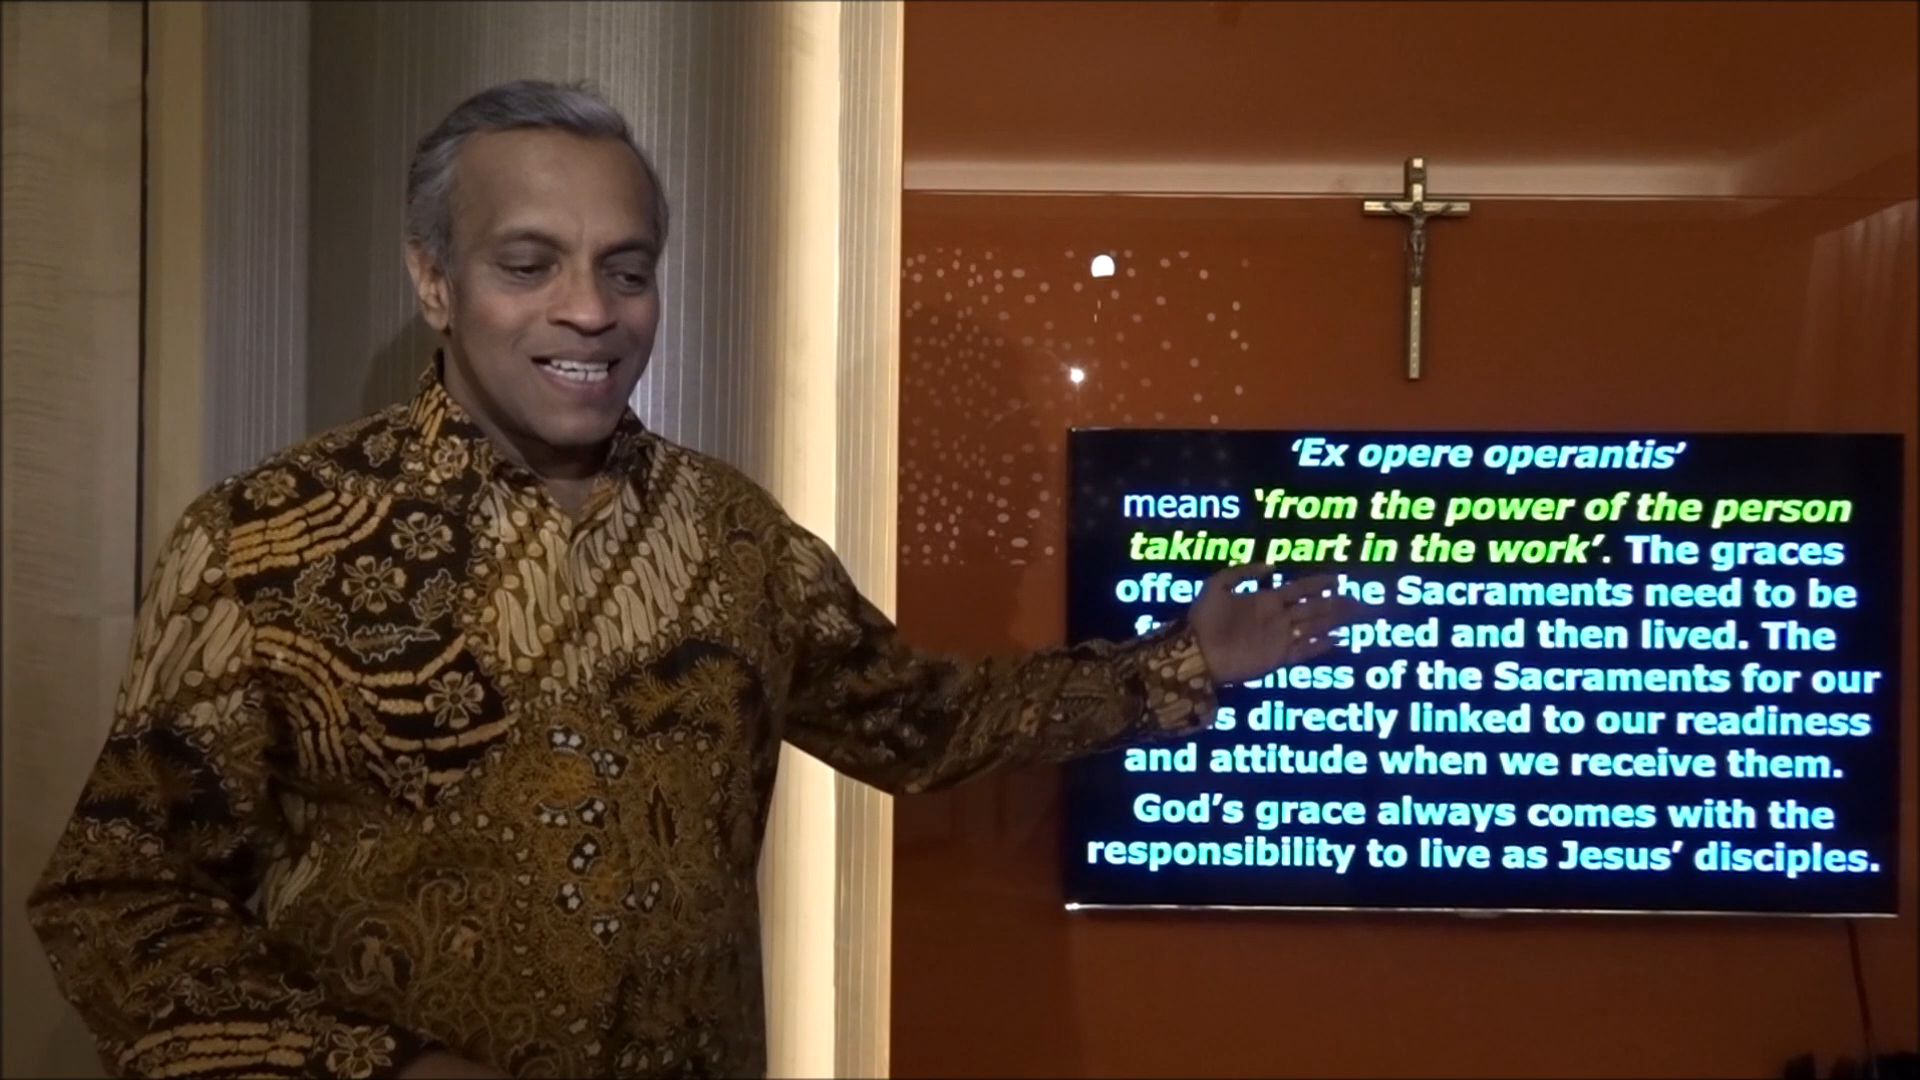 ‘Ex opere operantis’
means ‘from the power of the person
taking part in the work’. The graces
the Sacraments need to be
and then lived. The
of the Sacraments for our
directly linked to our readiness
and attitude when we receive them.
God’s grace always comes with the
responsibility to live as Jesus’ disciples.